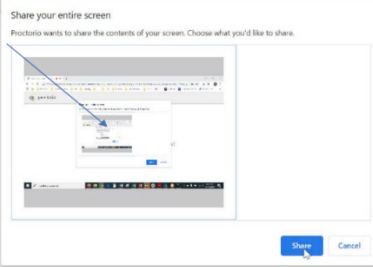 Share your entire screen
Proctorio wants to share the contents of your screen. Choose what you'd like to share.
Share
Cancel